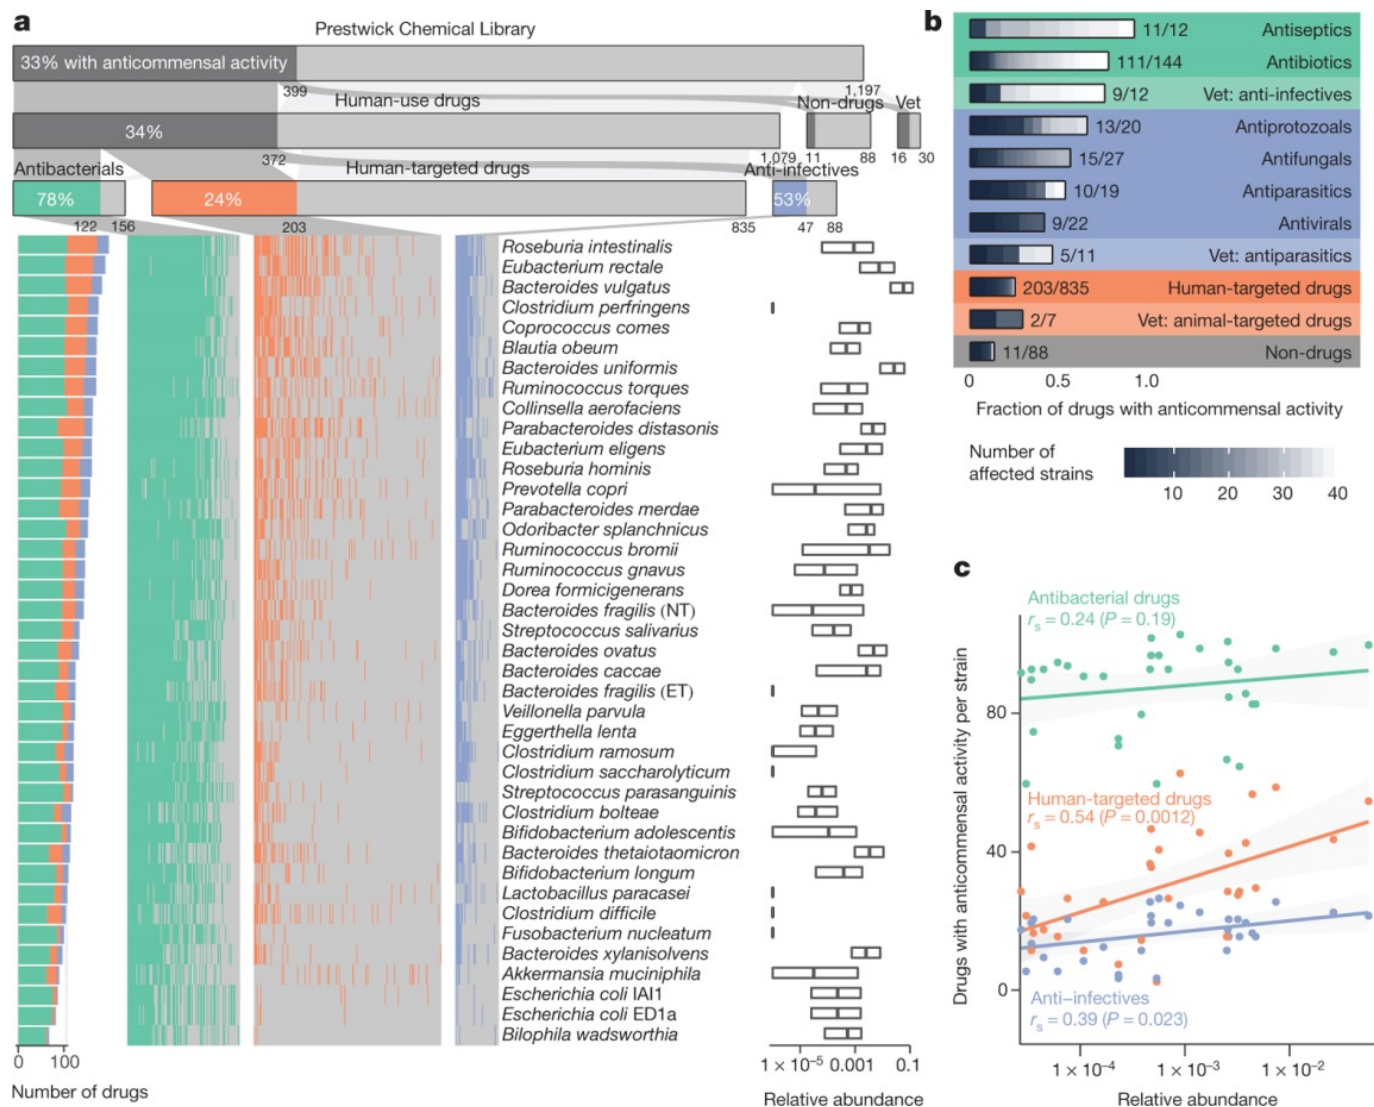 a
Prestwick Chemical Library
33% with anticommensal activity
399
1,197
Human-use drugs
Non-drugs
Vet
34%
372
1,079
11
88
16
30
Antibacterials
Human-targeted drugs
Anti-infectives
78%
24%
53%
122
156
203
835
47
88
Roseburia intestinalis
Eubacterium rectale
Bacteroides vulgatus
Clostridium perfringens
Coprococcus comes
Blautia obeum
Bacteroides uniformis
Ruminococcus torques
Collinsella aerofaciens
Parabacteroides distasonis
Eubacterium eligens
Roseburia hominis
Prevotella copri
Parabacteroides merdae
Odoribacter splanchnicus
Ruminococcus bromii
Ruminococcus gnavus
Dorea formicigenerans
Bacteroides fragilis (NT)
Streptococcus salivarius
Bacteroides ovatus
Bacteroides caccae
Bacteroides fragilis (ET)
Veillonella parvula
Eggerthella lenta
Clostridium ramosum
Clostridium saccharolyticum
Streptococcus parasanguinis
Clostridium bolteae
Bifidobacterium adolescentis
Bacteroides thetaiotaomicron
Bifidobacterium longum
Lactobacillus paracasei
Clostridium difficile
Fusobacterium nucleatum
Bacteroides xylanisolvens
Akkermansia muciniphila
Escherichia coli IAI1
Escherichia coli ED1a
Bilophila wadsworthia
0 100
Number of drugs
1 × 10⁻⁵ 0.001 0.1
Relative abundance
b
11/12 Antiseptics
111/144 Antibiotics
9/12 Vet: anti-infectives
13/20 Antiprotozoals
15/27 Antifungals
10/19 Antiparasitics
9/22 Antivirals
5/11 Vet: antiparasitics
203/835 Human-targeted drugs
2/7 Vet: animal-targeted drugs
11/88 Non-drugs
0 0.5 1.0
Fraction of drugs with anticommensal activity
Number of
affected strains
10 20 30 40
c
Antibacterial drugs
rₛ = 0.24 (P = 0.19)
80
Human-targeted drugs
rₛ = 0.54 (P = 0.0012)
40
0
Anti–infectives
rₛ = 0.39 (P = 0.023)
Drugs with anticommensal activity per strain
1 × 10⁻⁴ 1 × 10⁻³ 1 × 10⁻²
Relative abundance